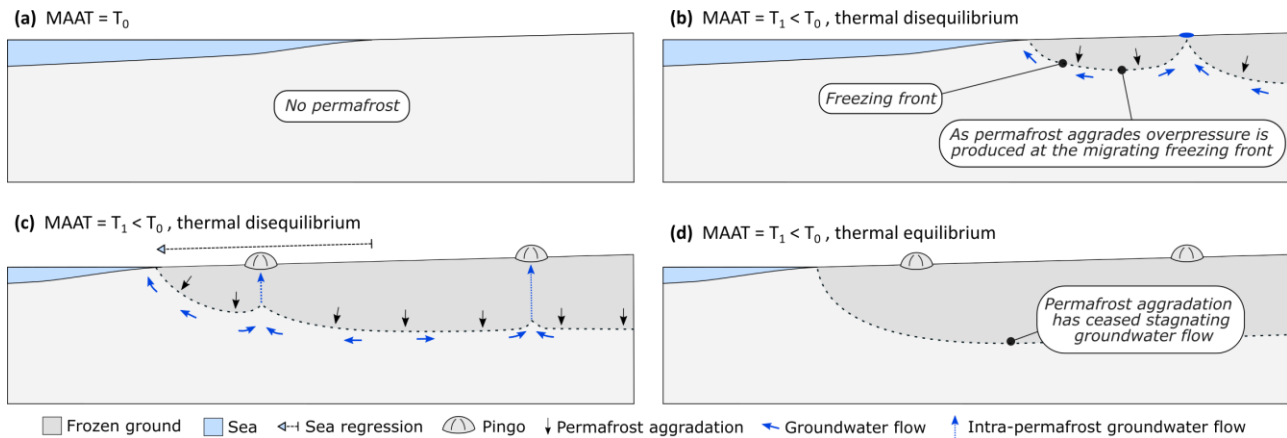 (a) MAAT = T₀
No permafrost
(b) MAAT = T₁ < T₀ , thermal disequilibrium
Freezing front
As permafrost aggrades overpressure is
produced at the migrating freezing front
(c) MAAT = T₁ < T₀ , thermal disequilibrium
(d) MAAT = T₁ < T₀ , thermal equilibrium
Permafrost aggradation
has ceased stagnating
groundwater flow
Frozen ground Sea Sea regression Pingo Permafrost aggradation Groundwater flow Intra-permafrost groundwater flow